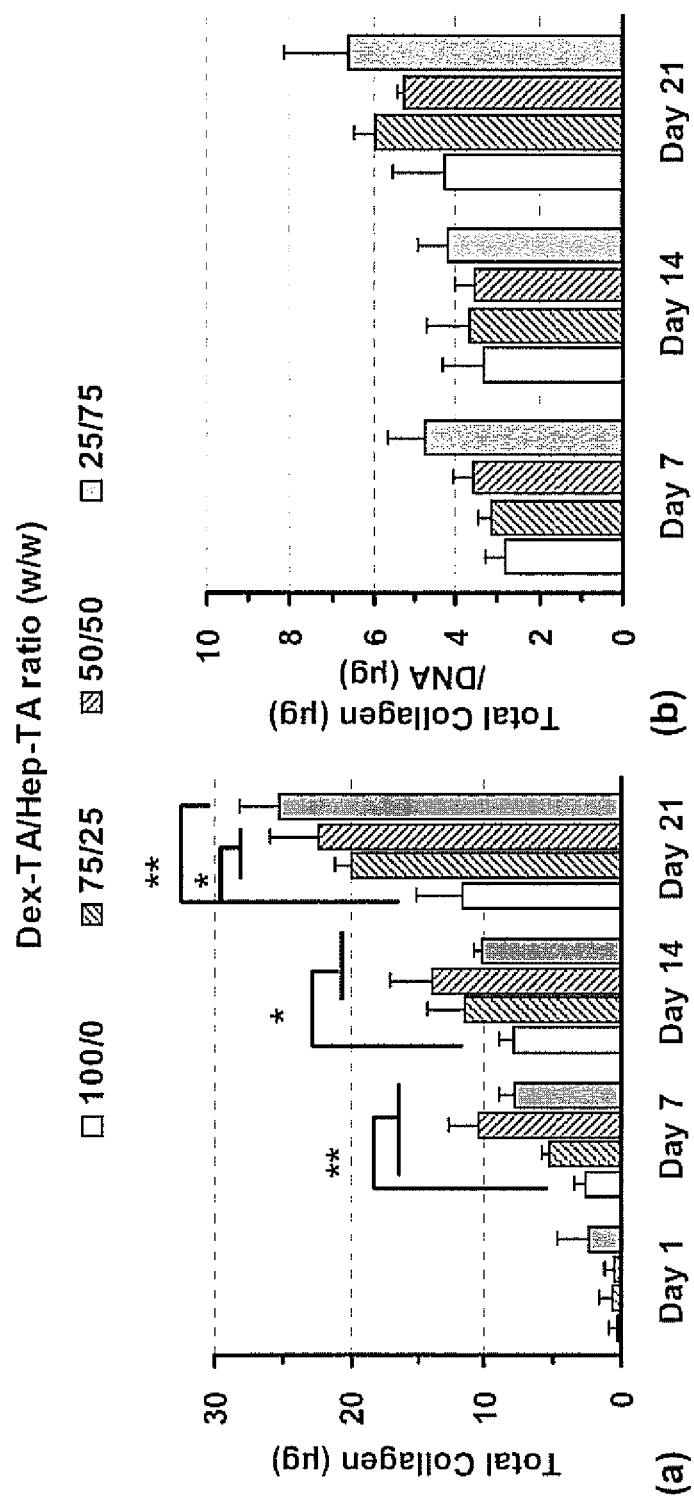 Dex-TA/Hep-TA ratio (w/w)
100/0 75/25 50/50 25/75
Total Collagen (µg)
30
20
10
0
** * ** *
Day 1 Day 7 Day 14 Day 21
(a)
Total Collagen (µg)
/DNA (µg)
10
8
6
4
2
0
Day 7 Day 14 Day 21
(b)